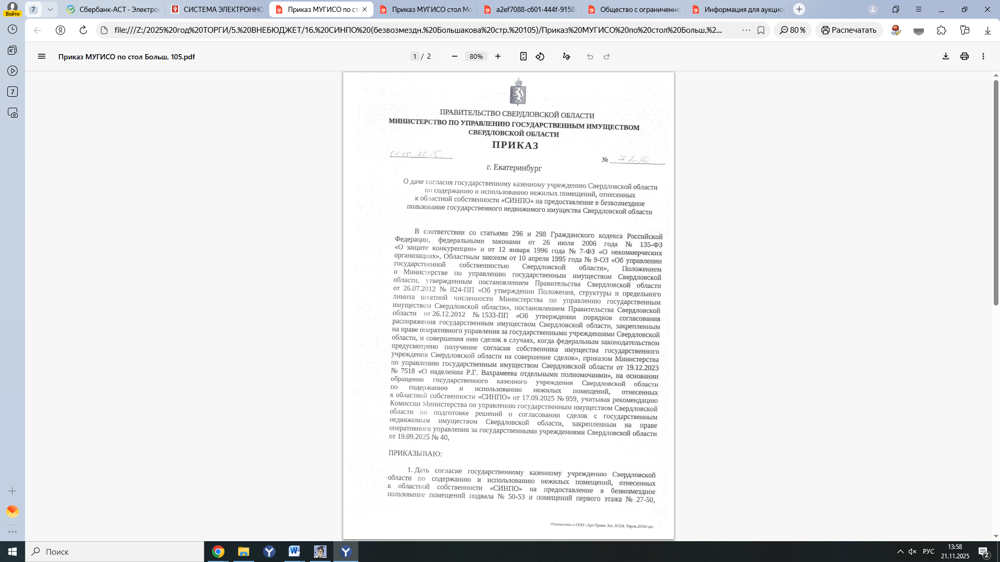 Войти
7
Сбербанк-АСТ - Электрон
СИСТЕМА ЭЛЕКТРОННО
Приказ МУГИСО по ст
Приказ МУГИСО стол Мо
a2ef7088-c601-444f-9158-
Общество с ограниченно
Информация для аукцио
file:///Z:/2025%20год%20ТОРГИ/5.%20ВНЕБЮДЖЕТ/16.%20СИНПО%20(безвозмездн.%20Большакова%20стр.%20105)/Приказ%20МУГИСО%20по%20стол%20Больш,%2...
80 %
Распечатать
7
Приказ МУГИСО по стол Больш, 105.pdf
1 / 2
80%
ПРАВИТЕЛЬСТВО СВЕРДЛОВСКОЙ ОБЛАСТИ
МИНИСТЕРСТВО ПО УПРАВЛЕНИЮ ГОСУДАРСТВЕННЫМ ИМУЩЕСТВОМ
СВЕРДЛОВСКОЙ ОБЛАСТИ
ПРИКАЗ
01.10.2025
№ 7220
г. Екатеринбург
О даче согласия государственному казенному учреждению Свердловской области
по содержанию и использованию нежилых помещений, отнесенных
к областной собственности «СИНПО» на предоставление в безвозмездное
пользование государственного недвижимого имущества Свердловской области
В соответствии со статьями 296 и 298 Гражданского кодекса Российской
Федерации, федеральными законами от 26 июля 2006 года № 135-ФЗ
«О защите конкуренции» и от 12 января 1996 года № 7-ФЗ «О некоммерческих
организациях», Областным законом от 10 апреля 1995 года № 9-ОЗ «Об управлении
государственной собственностью Свердловской области», Положением
о Министерстве по управлению государственным имуществом Свердловской
области, утвержденным постановлением Правительства Свердловской области
от 26.07.2012 № 824-ПП «Об утверждении Положения, структуры и предельного
лимита штатной численности Министерства по управлению государственным
имуществом Свердловской области», постановлением Правительства Свердловской
области от 26.12.2012 № 1533-ПП «Об утверждении порядков согласования
распоряжения государственным имуществом Свердловской области, закрепленным
на праве оперативного управления за государственными учреждениями Свердловской
области, и совершения ими сделок в случаях, когда федеральным законодательством
предусмотрено получение согласия собственника имущества государственного
учреждения Свердловской области на совершение сделок», приказом Министерства
по управлению государственным имуществом Свердловской области от 19.12.2023
№ 7518 «О наделении Р.Г. Вахрамеева отдельными полномочиями», на основании
обращения государственного казенного учреждения Свердловской области
по содержанию и использованию нежилых помещений, отнесенных
к областной собственности «СИНПО» от 17.09.2025 № 959, учитывая рекомендацию
Комиссии Министерства по управлению государственным имуществом Свердловской
области по подготовке решений о согласовании сделок с государственным
недвижимым имуществом Свердловской области, закрепленным на праве
оперативного управления за государственными учреждениями Свердловской области
от 19.09.2025 № 40,
ПРИКАЗЫВАЮ:
1. Дать согласие государственному казенному учреждению Свердловской
области по содержанию и использованию нежилых помещений, отнесенных
к областной собственности «СИНПО» на предоставление в безвозмездное
пользование помещений подвала № 50-53 и помещений первого этажа № 27-50,
Отпечатано в ООО «Арт-Принт. Зак. №518. Тираж 20000 шт.
Поиск
РУС
13:58
21.11.2025
2